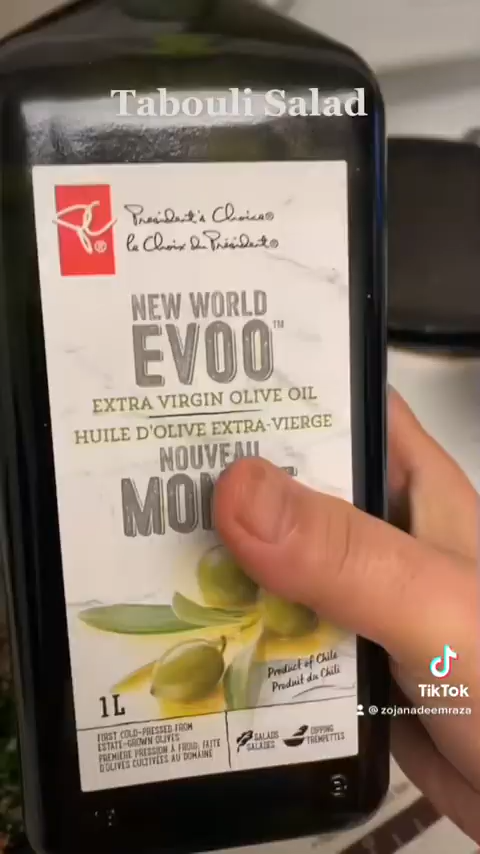 Tabouli Salad
President's Choice®
le Choix du Président®
NEW WORLD
EVOO™
EXTRA VIRGIN OLIVE OIL
HUILE D'OLIVE EXTRA-VIERGE
NOUVEAU
Product of Chile
Produit du Chili
1 L
FIRST COLD-PRESSED FROM
ESTATE-GROWN OLIVES
PREMIÈRE PRESSION À FROID, FAITE
D'OLIVES CULTIVÉES AU DOMAINE
SALADS
SALADES
DIPPING
TREMPETTES
TikTok
@ zojanadeemraza